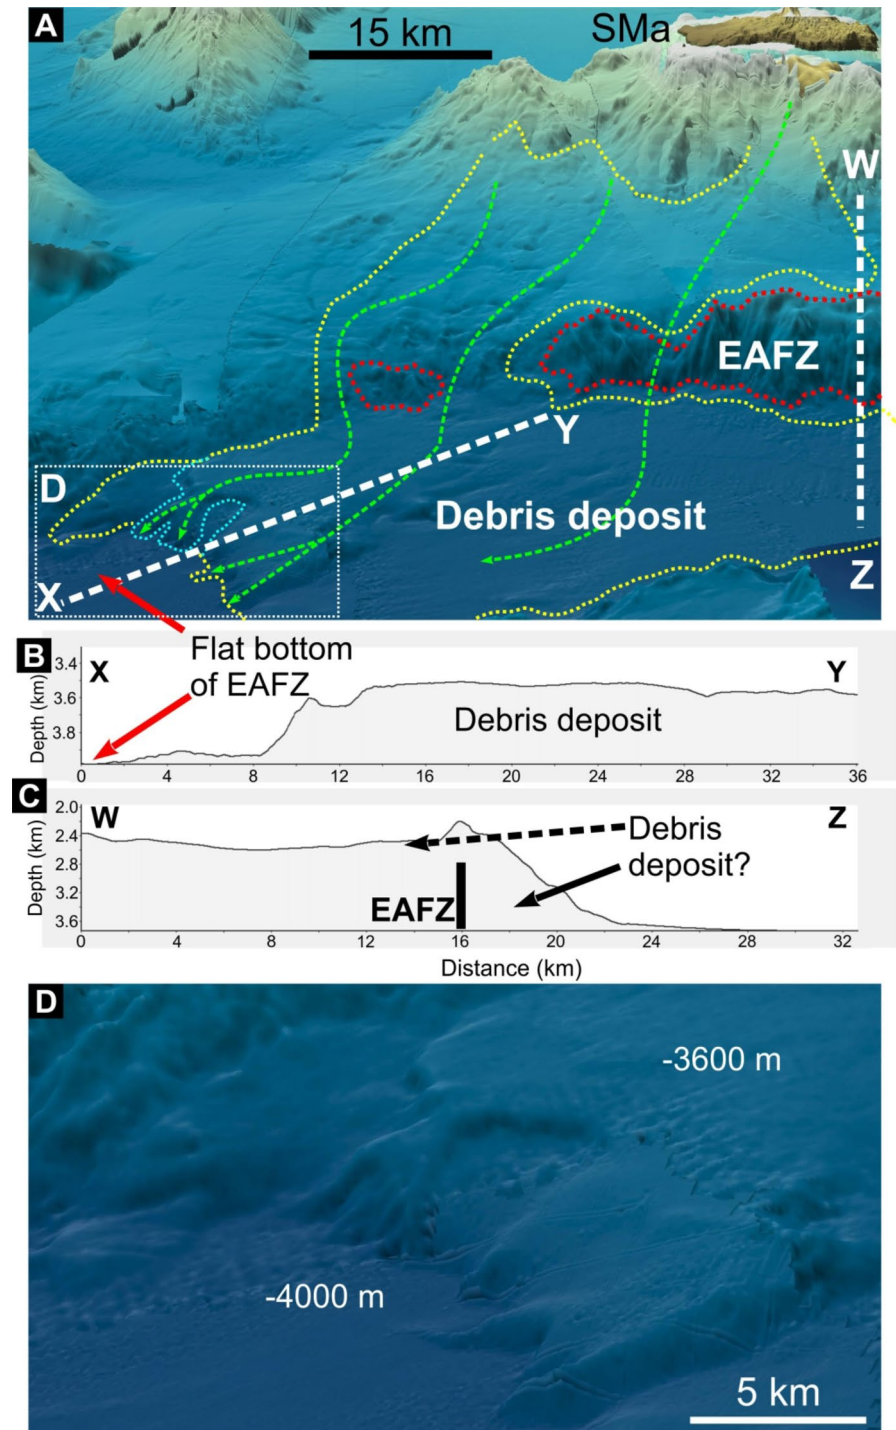 A
15 km
SMa
W
EAFZ
Y
D
Debris deposit
X
Z
B
X
Flat bottom
of EAFZ
Y
Debris deposit
Depth (km)
3.4
3.6
3.8
0 4 8 12 16 20 24 28 32 36
C
W
Z
Debris
deposit?
EAFZ
Depth (km)
2.0
2.4
2.8
3.2
3.6
0 4 8 12 16 20 24 28 32
Distance (km)
D
-3600 m
-4000 m
5 km